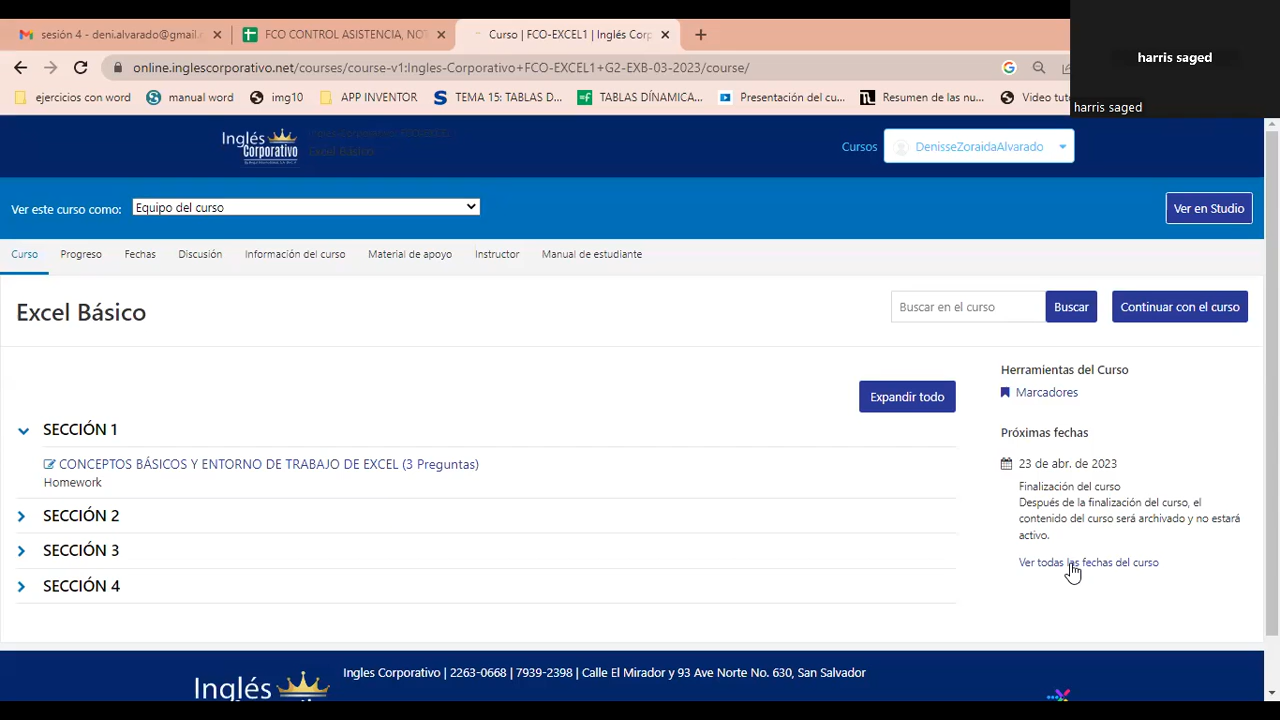 sesión 4 - deni.alvarado@gmail.
FCO CONTROL ASISTENCIA, NOT
Curso | FCO-EXCEL1 | Inglés Corp
harris saged
online.inglescorporativo.net/courses/course-v1:Ingles-Corporativo+FCO-EXCEL1+G2-EXB-03-2023/course/
harris saged
ejercicios con word
manual word
img10
APP INVENTOR
TEMA 15: TABLAS D...
TABLAS DÍNAMICA...
Presentación del cu...
Resumen de las nu...
Video tuto
Inglés
Corporativo
Excel Básico
Cursos
DenisseZoraidaAlvarado
Ver este curso como:
Equipo del curso
Ver en Studio
Curso
Progreso
Fechas
Discusión
Información del curso
Material de apoyo
Instructor
Manual de estudiante
Excel Básico
Buscar en el curso
Buscar
Continuar con el curso
Expandir todo
SECCIÓN 1
CONCEPTOS BÁSICOS Y ENTORNO DE TRABAJO DE EXCEL (3 Preguntas)
Homework
SECCIÓN 2
SECCIÓN 3
SECCIÓN 4
Herramientas del Curso
Marcadores
Próximas fechas
23 de abr. de 2023
Finalización del curso
Después de la finalización del curso, el
contenido del curso será archivado y no estará
activo.
Ver todas las fechas del curso
Inglés
Ingles Corporativo | 2263-0668 | 7939-2398 | Calle El Mirador y 93 Ave Norte No. 630, San Salvador